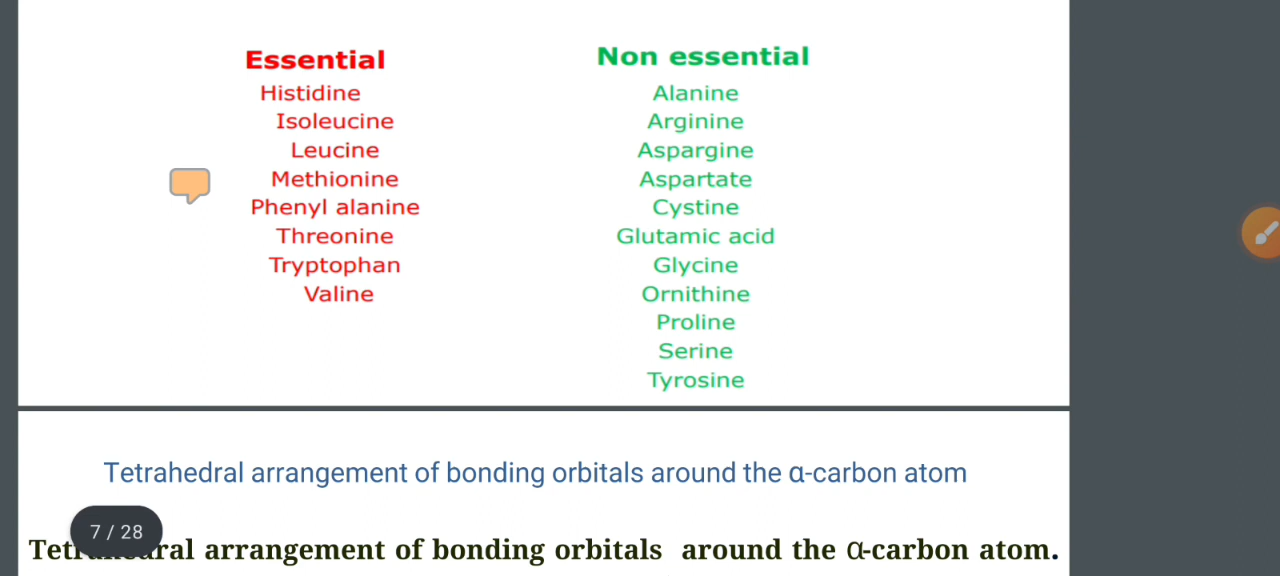 Essential
Histidine
Isoleucine
Leucine
Methionine
Phenyl alanine
Threonine
Tryptophan
Valine
Non essential
Alanine
Arginine
Aspargine
Aspartate
Cystine
Glutamic acid
Glycine
Ornithine
Proline
Serine
Tyrosine
Tetrahedral arrangement of bonding orbitals around the α-carbon atom
7 / 28
Tetrahedral arrangement of bonding orbitals around the α-carbon atom.